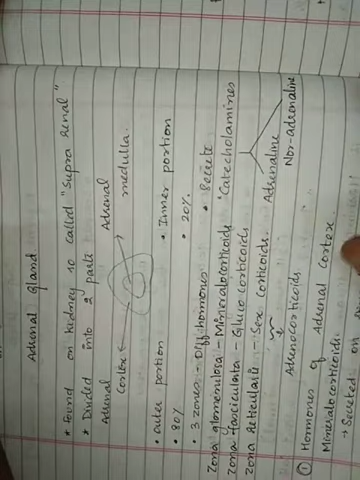 Adrenal Gland
* Found on kidney so called "Supra renal"
* Divided into 2 parts
Adrenal Adrenal
Cortex medulla.
• outer portion • Inner portion
• 80% • 20%.
• 3 zones - Diff hormones • Secrete
Zona glomerulosa - Mineralocorticoids "Catecholamines
Zona fasciculata - Gluco corticoids
Zona Reticularis - Sex corticoids. Adrenaline
Adrenocorticoids Nor-adrenaline
① Hormones of Adrenal Cortex
Mineralocorticoids
→ Secreted on